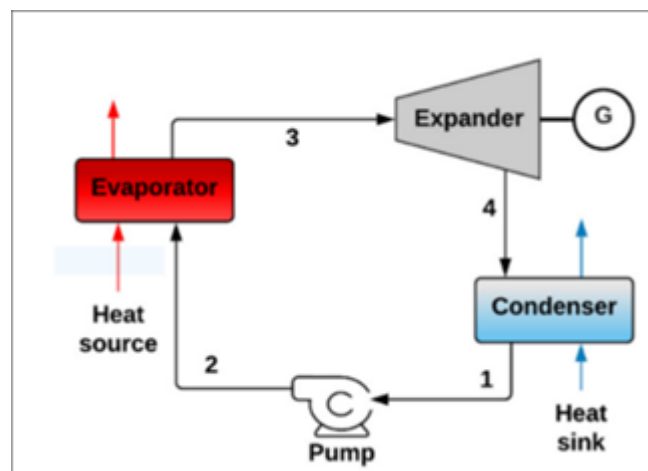 Expander
G
3
Evaporator
4
Heat
source
Condenser
2
1
Pump
Heat
sink